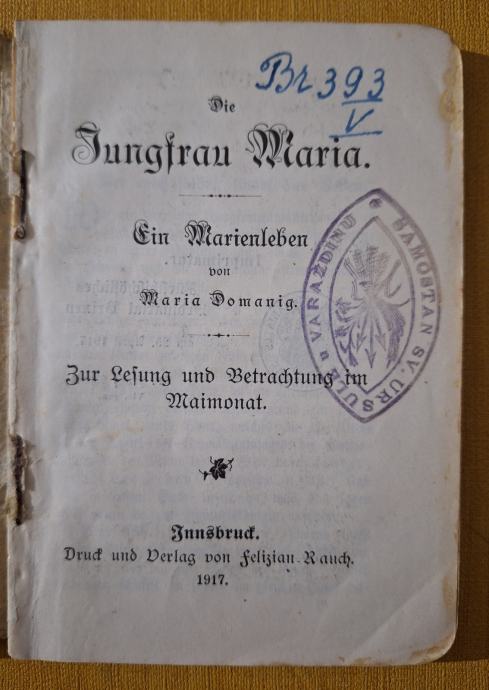 Br 393
V
Die
Jungfrau Maria.
Ein Marienleben
von
Maria Domanig.
Zur Lesung und Betrachtung im
Maimonat.
Innsbruck.
Druck und Verlag von Felizian Rauch.
1917.
SAMOSTAN SV. URSULE U VARAŽDINU